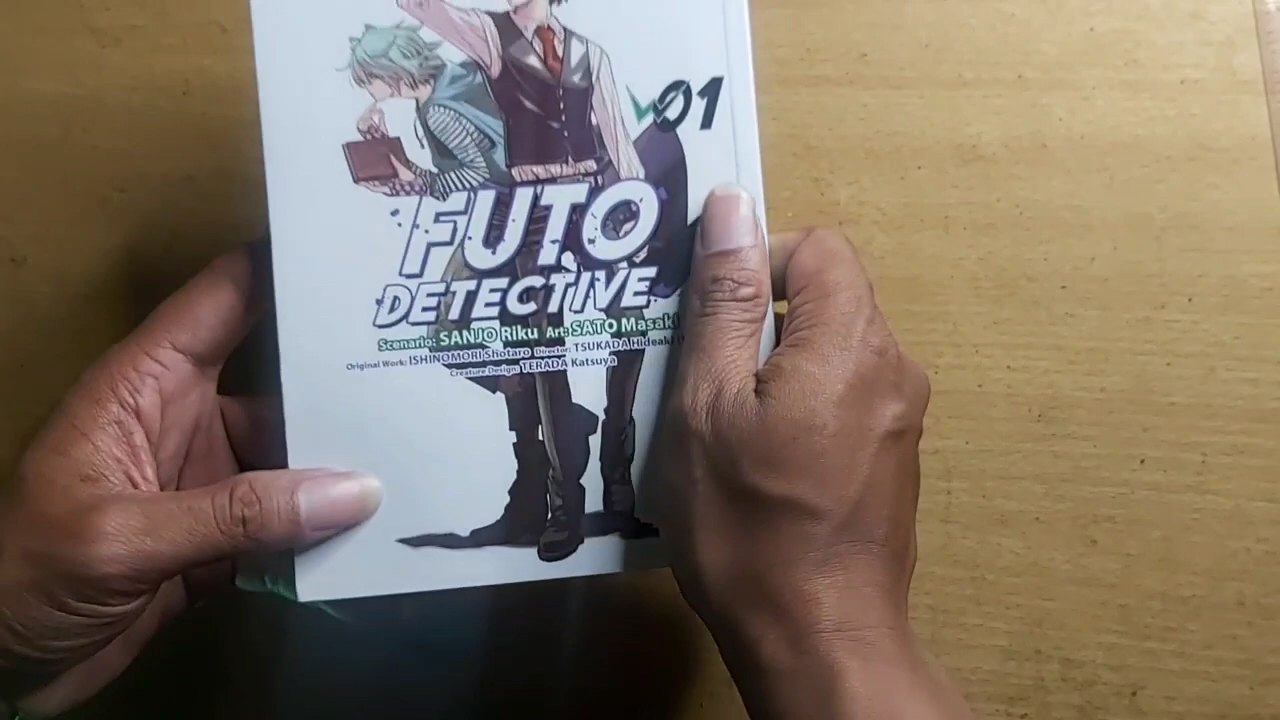 01
FUTO
DETECTIVE
Scenario: SANJO Riku Art: SATO Masaki
Original Work: ISHINOMORI Shotaro Director: TSUKADA Hideaki
Creature Design: TERADA Katsuya